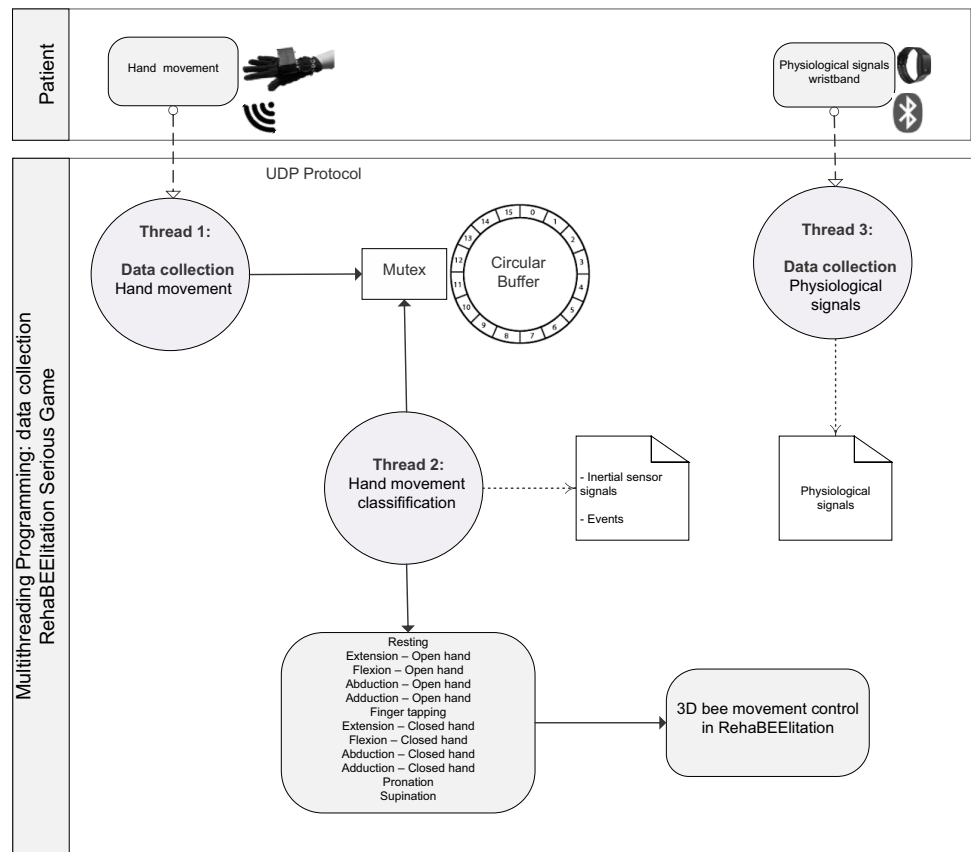 Patient
Hand movement
Physiological signals
wristband
Multithreading Programming: data collection
RehaBEElitation Serious Game
UDP Protocol
Thread 1:
Data collection
Hand movement
Mutex
0
1
2
3
4
5
6
7
8
9
10
11
12
13
14
15
Circular
Buffer
Thread 3:
Data collection
Physiological
signals
Thread 2:
Hand movement
classifification
- Inertial sensor
signals
- Events
Physiological
signals
Resting
Extension – Open hand
Flexion – Open hand
Abduction – Open hand
Adduction – Open hand
Finger tapping
Extension – Closed hand
Flexion – Closed hand
Abduction – Closed hand
Adduction – Closed hand
Pronation
Supination
3D bee movement control
in RehaBEElitation